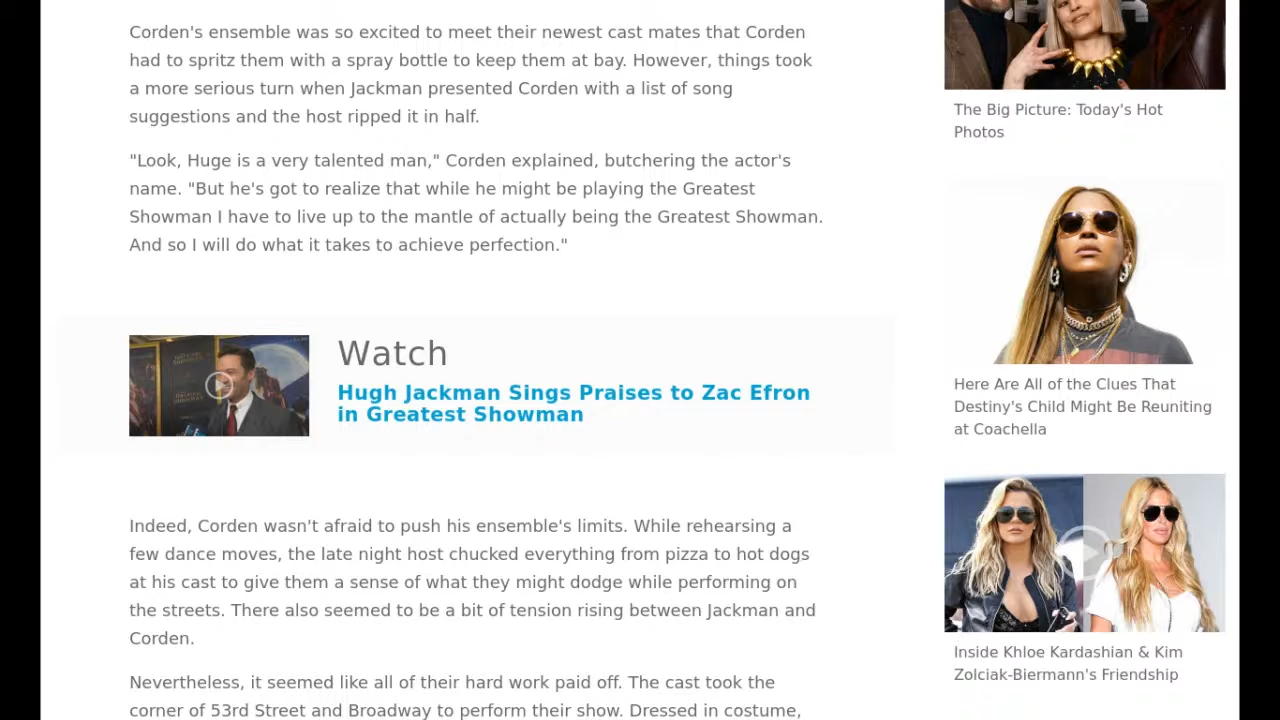 Corden's ensemble was so excited to meet their newest cast mates that Corden
had to spritz them with a spray bottle to keep them at bay. However, things took
a more serious turn when Jackman presented Corden with a list of song
suggestions and the host ripped it in half.
"Look, Huge is a very talented man," Corden explained, butchering the actor's
name. "But he's got to realize that while he might be playing the Greatest
Showman I have to live up to the mantle of actually being the Greatest Showman.
And so I will do what it takes to achieve perfection."
Watch
Hugh Jackman Sings Praises to Zac Efron
in Greatest Showman
Indeed, Corden wasn't afraid to push his ensemble's limits. While rehearsing a
few dance moves, the late night host chucked everything from pizza to hot dogs
at his cast to give them a sense of what they might dodge while performing on
the streets. There also seemed to be a bit of tension rising between Jackman and
Corden.
Nevertheless, it seemed like all of their hard work paid off. The cast took the
corner of 53rd Street and Broadway to perform their show. Dressed in costume,
The Big Picture: Today's Hot
Photos
Here Are All of the Clues That
Destiny's Child Might Be Reuniting
at Coachella
Inside Khloe Kardashian & Kim
Zolciak-Biermann's Friendship